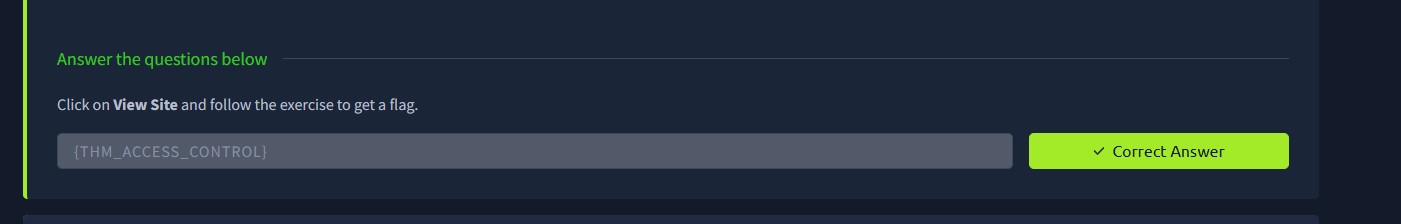 Answer the questions below
Click on View Site and follow the exercise to get a flag.
{THM_ACCESS_CONTROL}
✓ Correct Answer